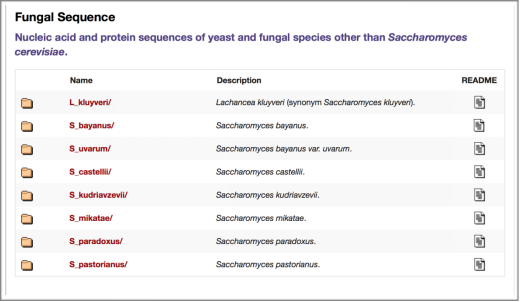 Fungal Sequence
Nucleic acid and protein sequences of yeast and fungal species other than Saccharomyces
cerevisiae.
Name Description README
L_kluyveri/ Lachancea kluyveri (synonym Saccharomyces kluyveri).
S_bayanus/ Saccharomyces bayanus.
S_uvarum/ Saccharomyces bayanus var. uvarum.
S_castellii/ Saccharomyces castellii.
S_kudriavzevii/ Saccharomyces kudriavzevii.
S_mikatae/ Saccharomyces mikatae.
S_paradoxus/ Saccharomyces paradoxus.
S_pastorianus/ Saccharomyces pastorianus.